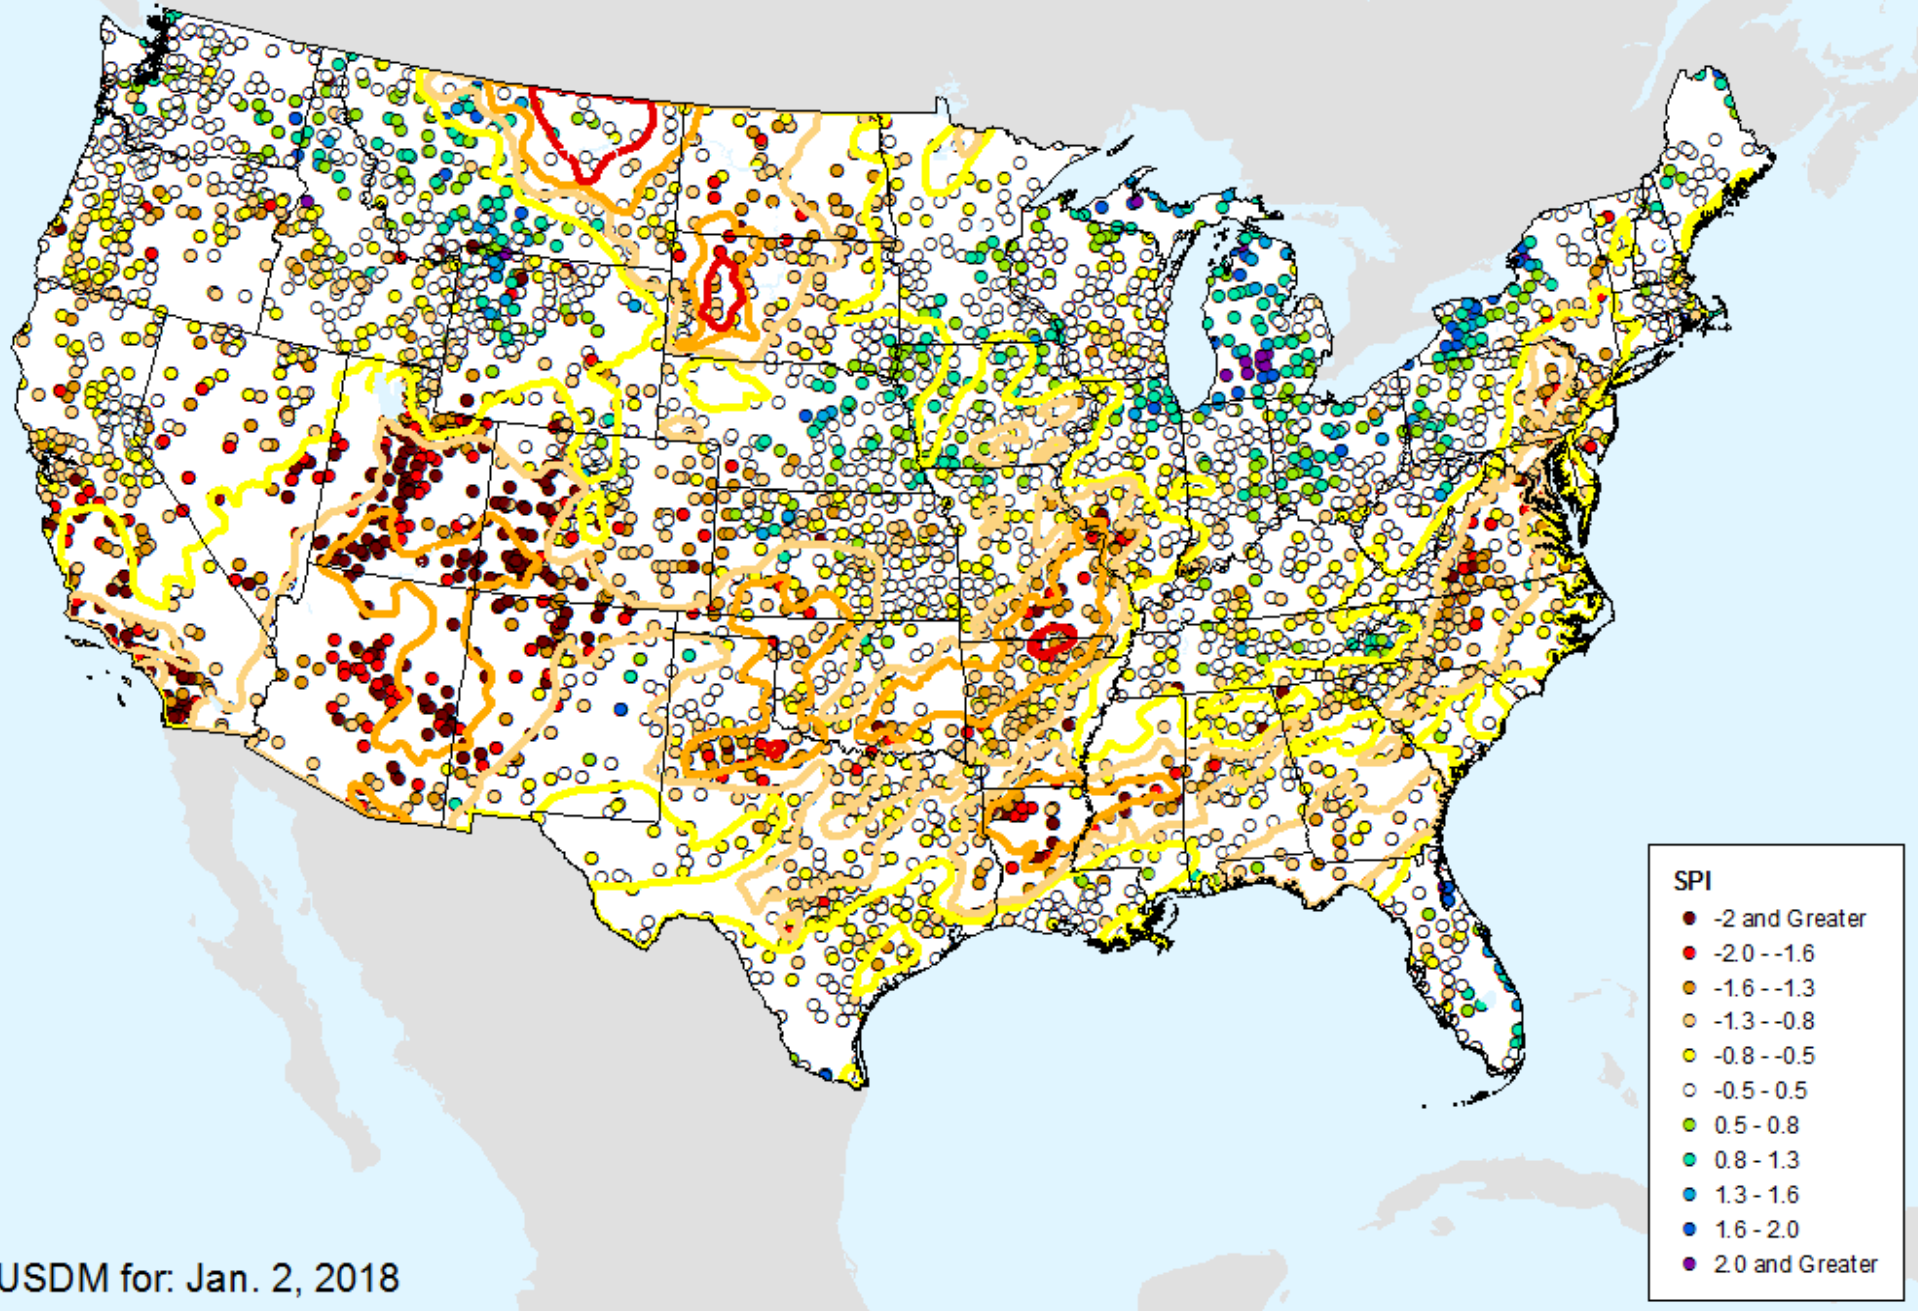 SPI
-2 and Greater
-2.0 - -1.6
-1.6 - -1.3
-1.3 - -0.8
-0.8 - -0.5
-0.5 - 0.5
0.5 - 0.8
0.8 - 1.3
1.3 - 1.6
1.6 - 2.0
2.0 and Greater
USDM for: Jan. 2, 2018